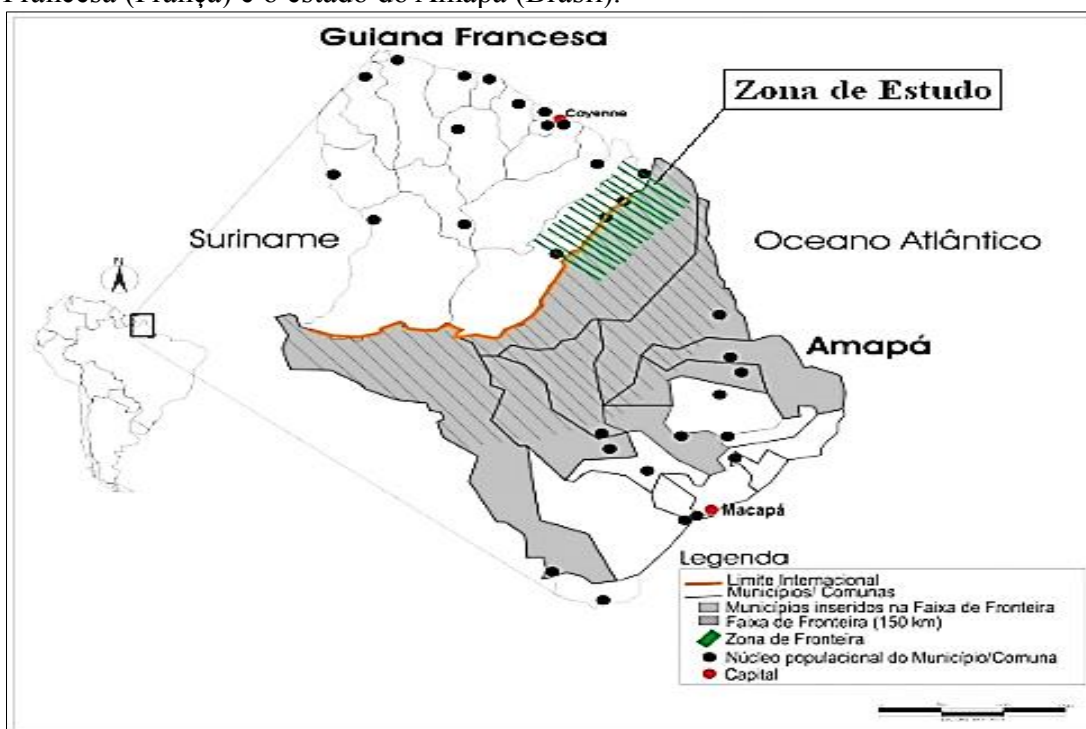 Francesa (França) e o estado do Amapá (Brasil).
Guiana Francesa
Zona de Estudo
Cayenne
Suriname
Oceano Atlântico
N
Amapá
Macapá
Legenda
Limite Internacional
Municípios/ Comunas
Municípios inseridos na Faixa de Fronteira
Faixa de Fronteira (150 km)
Zona de Fronteira
Núcleo populacional do Município/Comuna
Capital